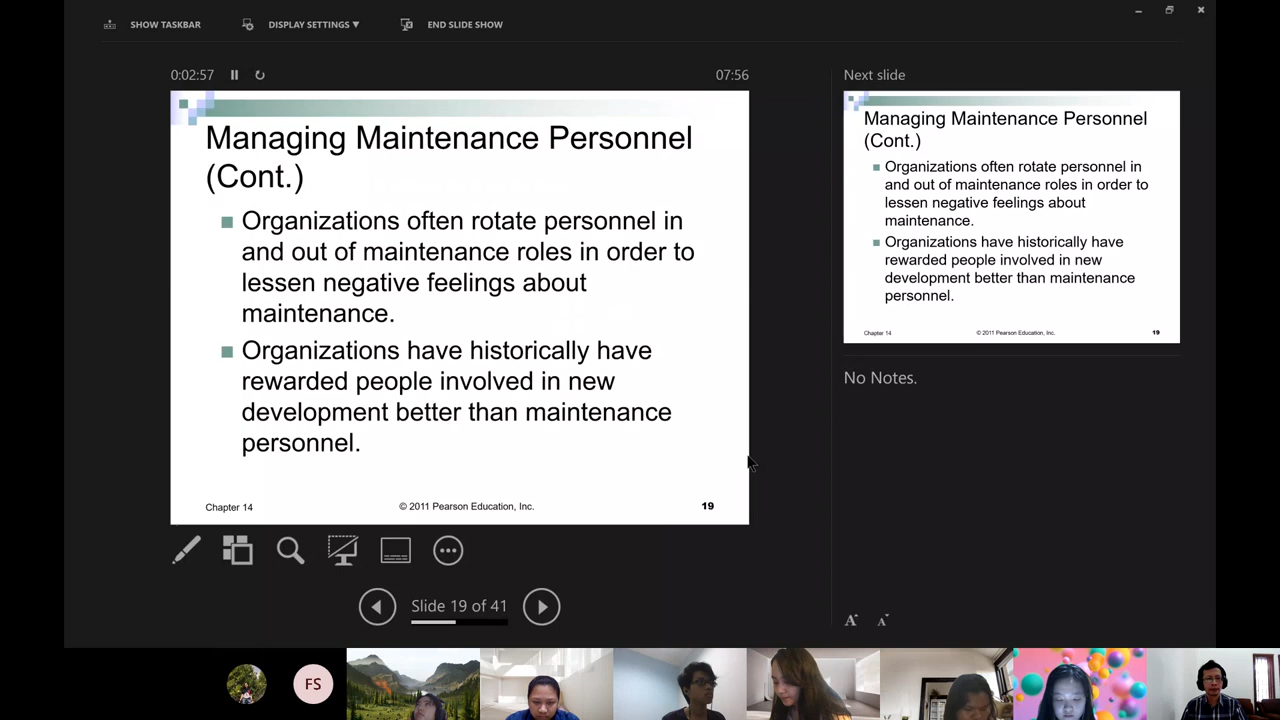 SHOW TASKBAR
DISPLAY SETTINGS ▼
END SLIDE SHOW
0:02:57
07:56
Managing Maintenance Personnel
(Cont.)
Organizations often rotate personnel in
and out of maintenance roles in order to
lessen negative feelings about
maintenance.
Organizations have historically have
rewarded people involved in new
development better than maintenance
personnel.
Chapter 14
© 2011 Pearson Education, Inc.
19
Slide 19 of 41
Next slide
Managing Maintenance Personnel
(Cont.)
Organizations often rotate personnel in
and out of maintenance roles in order to
lessen negative feelings about
maintenance.
Organizations have historically have
rewarded people involved in new
development better than maintenance
personnel.
Chapter 14
© 2011 Pearson Education, Inc.
19
No Notes.
A A
FS